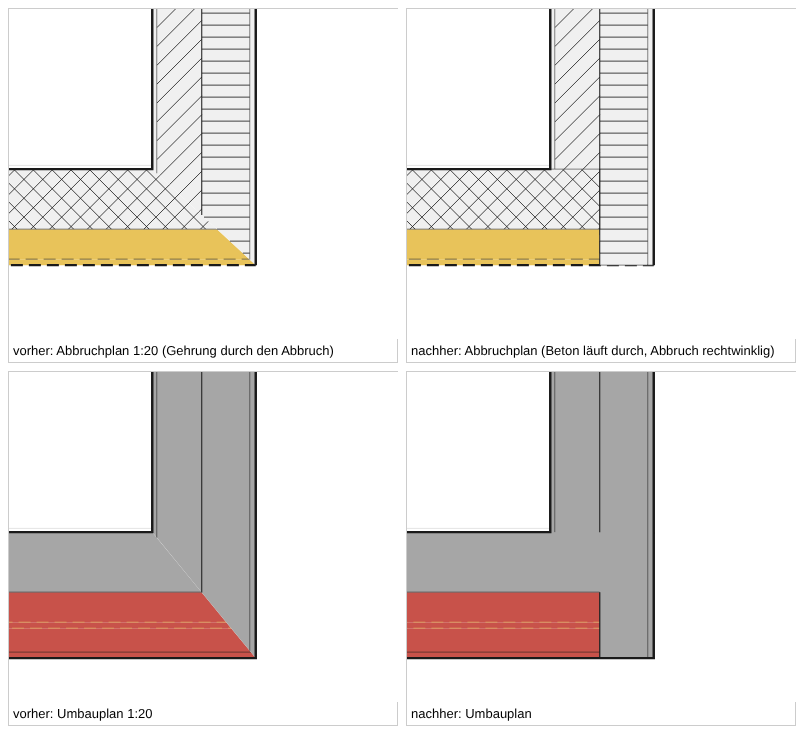 vorher: Abbruchplan 1:20 (Gehrung durch den Abbruch)
nachher: Abbruchplan (Beton läuft durch, Abbruch rechtwinklig)
vorher: Umbauplan 1:20
nachher: Umbauplan